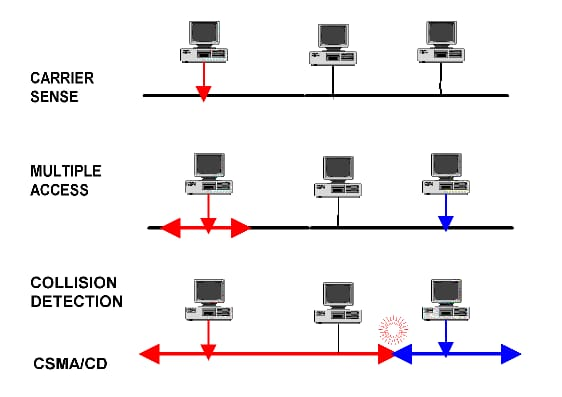 CARRIER
SENSE
MULTIPLE
ACCESS
COLLISION
DETECTION
CSMA/CD